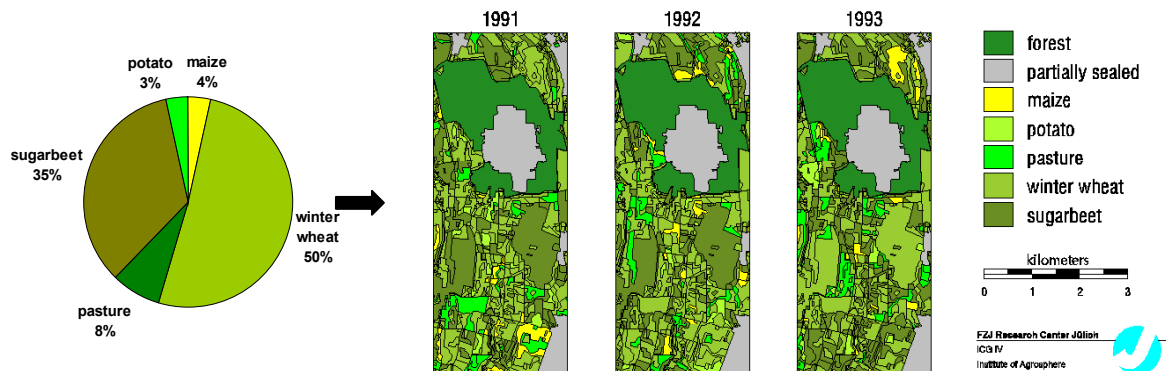 potato
3%
maize
4%
sugarbeet
35%
winter
wheat
50%
pasture
8%
1991
1992
1993
forest
partially sealed
maize
potato
pasture
winter wheat
sugarbeet
kilometers
0 1 2 3
FZJ Research Center Jülich
ICG IV
Institute of Agrosphere